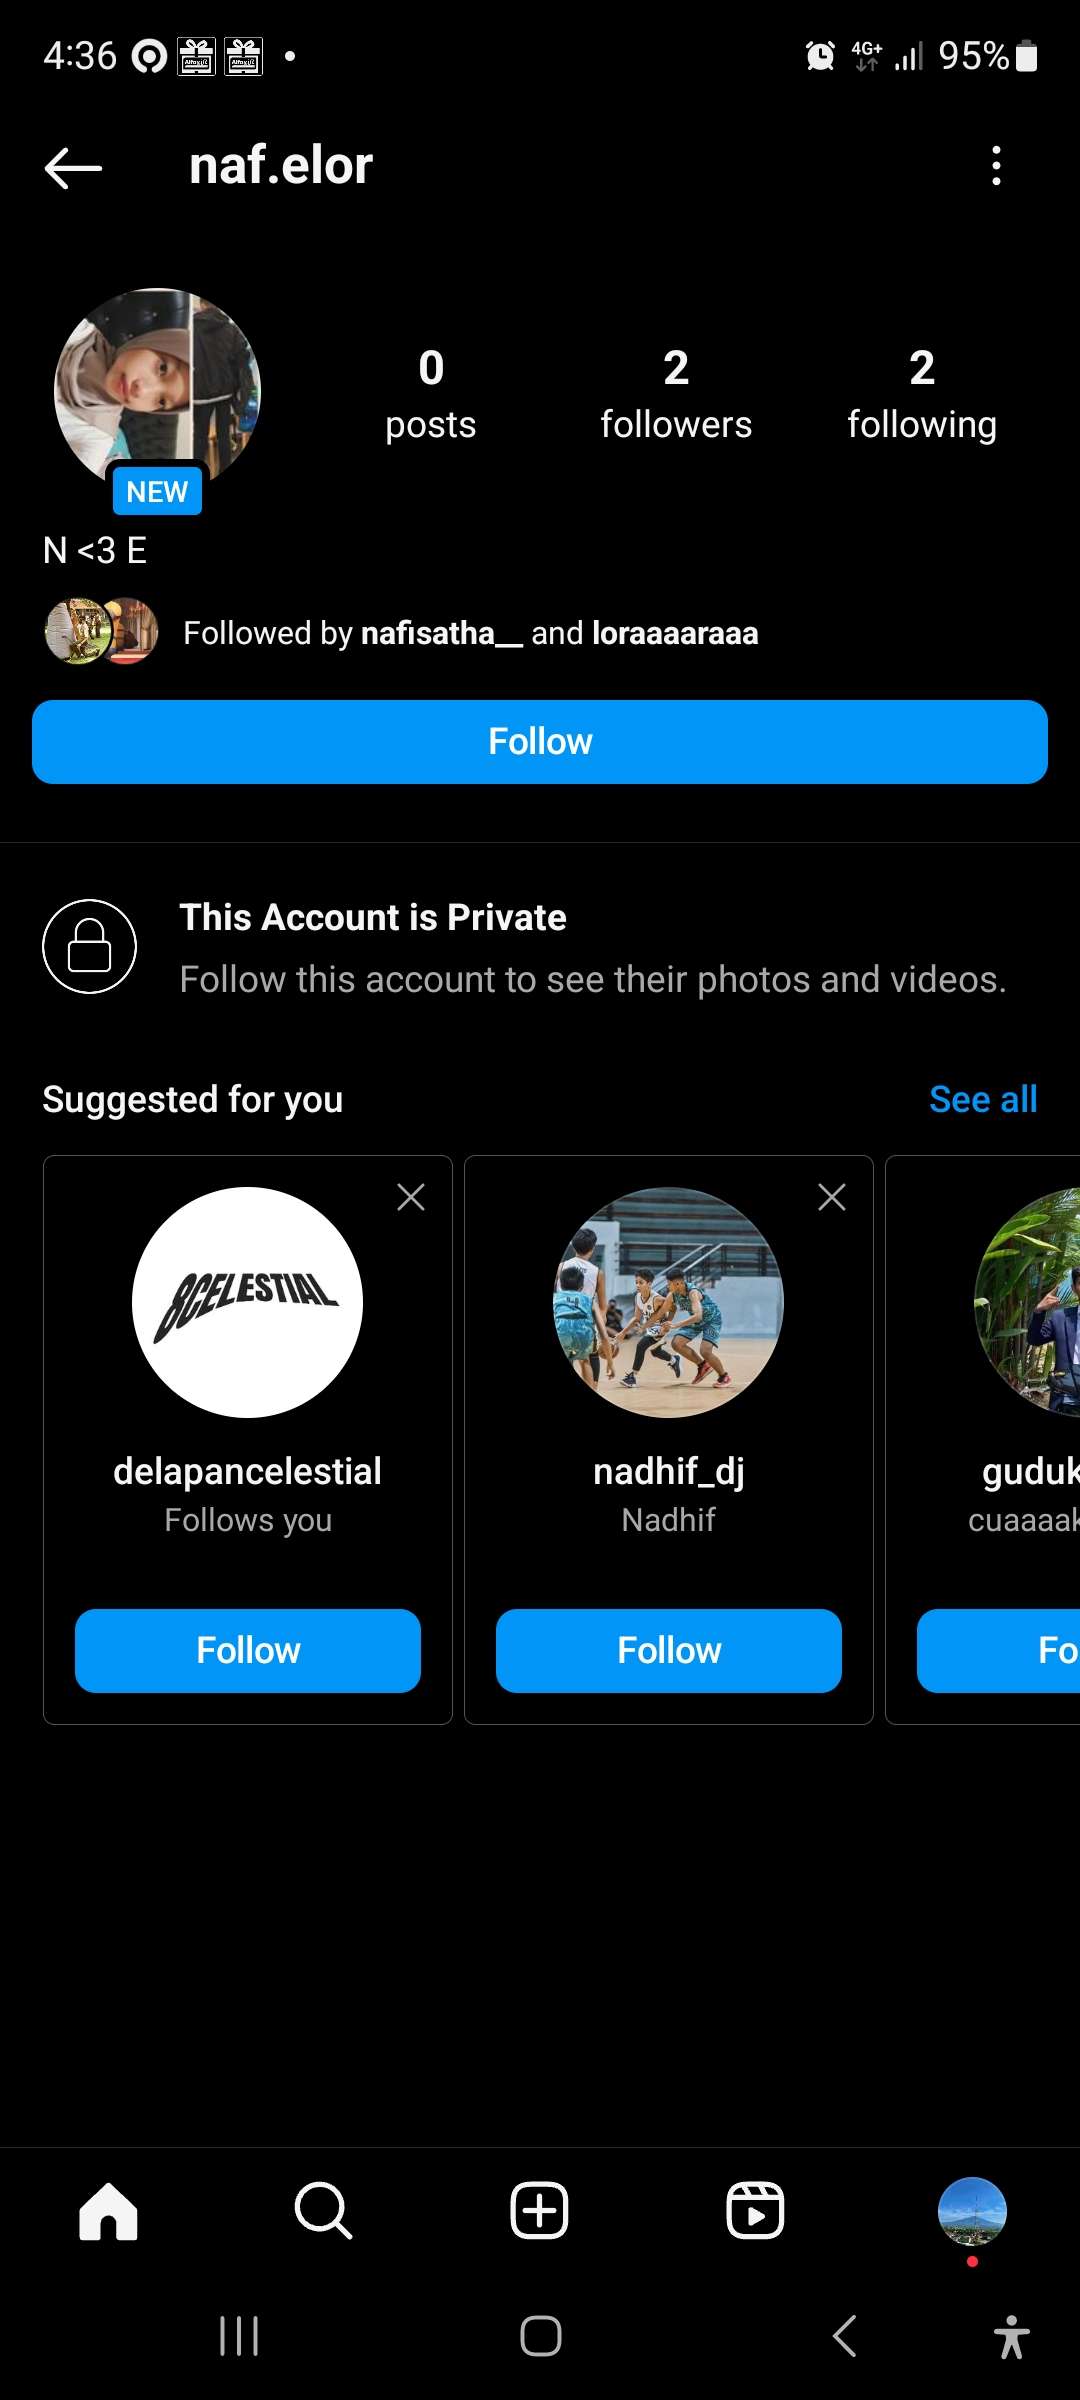 4:36
4G+
95%
naf.elor
0
posts
2
followers
2
following
NEW
N <3 E
Followed by nafisatha__ and loraaaaraaa
Follow
This Account is Private
Follow this account to see their photos and videos.
Suggested for you
See all
8CELESTIAL
delapancelestial
Follows you
Follow
nadhif_dj
Nadhif
Follow
guduk
cuaaaak
Fo